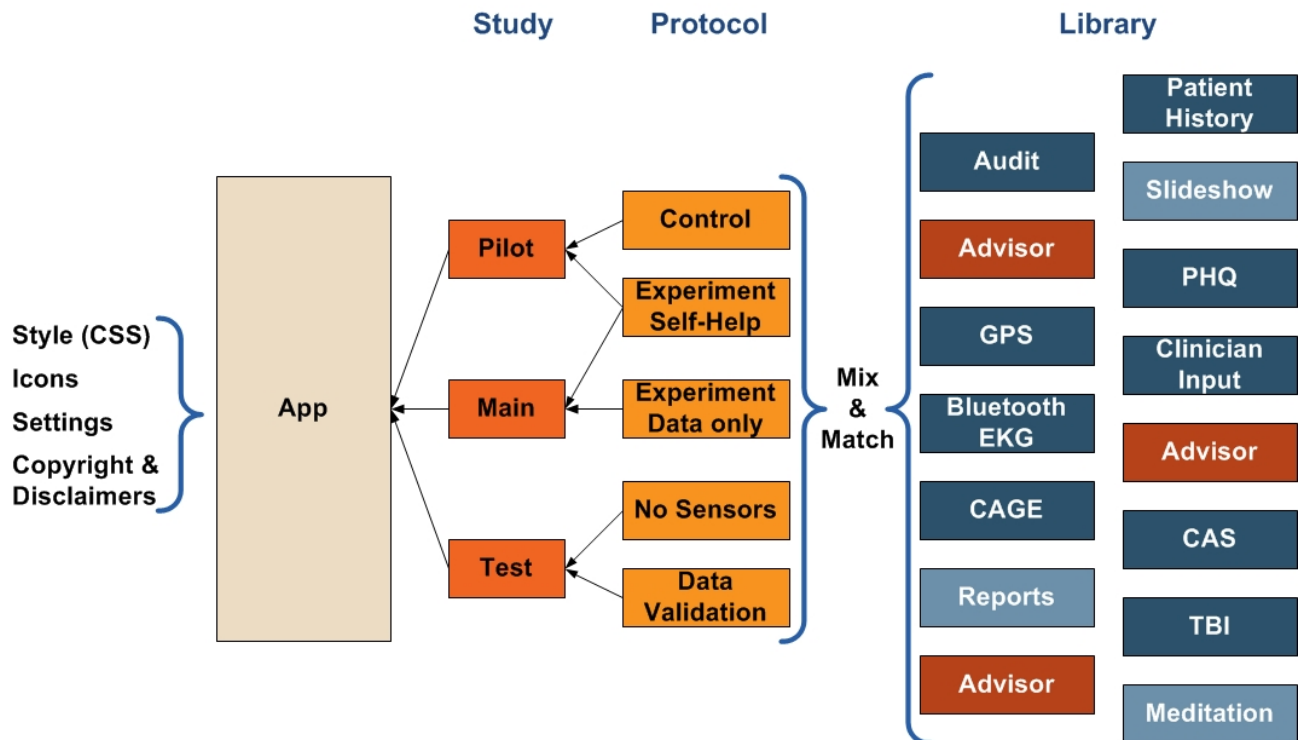 Study
Protocol
Library
Style (CSS)
Icons
Settings
Copyright &
Disclaimers
App
Pilot
Main
Test
Control
Experiment
Self-Help
Experiment
Data only
No Sensors
Data
Validation
Mix
&
Match
Audit
Advisor
GPS
Bluetooth
EKG
CAGE
Reports
Advisor
Patient
History
Slideshow
PHQ
Clinician
Input
Advisor
CAS
TBI
Meditation